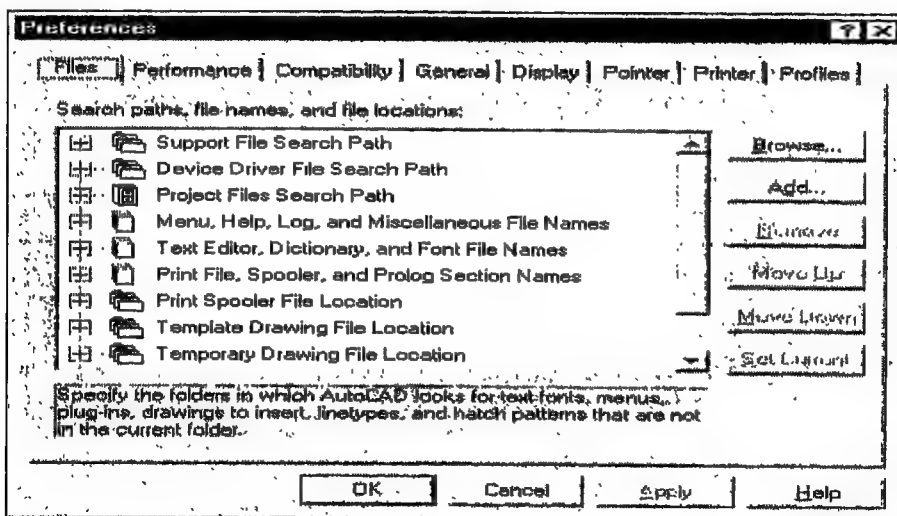 Preferences
Files Performance Compatibility General Display Pointer Printer Profiles
Search paths, file names, and file locations:
Support File Search Path
Device Driver File Search Path
Project Files Search Path
Menu, Help, Log, and Miscellaneous File Names
Text Editor, Dictionary, and Font File Names
Print File, Spooler, and Prolog Section Names
Print Spooler File Location
Template Drawing File Location
Temporary Drawing File Location
Browse...
Add...
Remove
Move Up
Move Down
Set Current
Specify the folders in which AutoCAD looks for text fonts, menus,
plug-ins, drawings to insert, linetypes, and hatch patterns that are not
in the current folder.
OK Cancel Apply Help